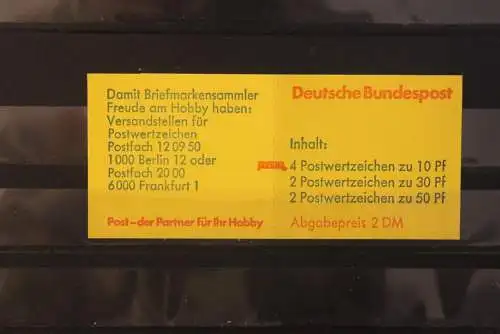 Damit Briefmarkensammler
Freude am Hobby haben:
Versandstellen für
Postwertzeichen
Postfach 12 09 50
1000 Berlin 12 oder
Postfach 20 00
6000 Frankfurt 1
Post – der Partner für Ihr Hobby
Deutsche Bundespost
Inhalt:
4 Postwertzeichen zu 10 Pf
2 Postwertzeichen zu 30 Pf
2 Postwertzeichen zu 50 Pf
Abgabepreis 2 DM